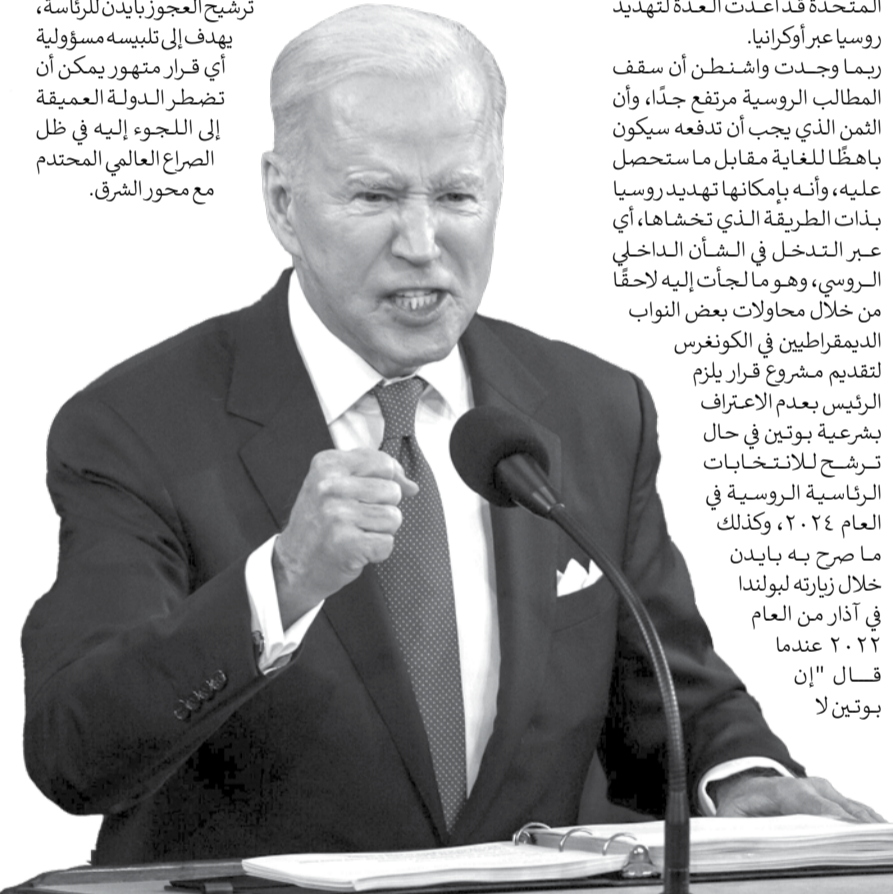 المتحدة قد أعدت العدة لتهديد
روسيا عبر أوكرانيا.
ربما وجدت واشنطن أن سقف
المطالب الروسية مرتفع جدًا، وأن
الثمن الذي يجب أن تدفعه سيكون
باهظًا للغاية مقابل ما ستحصل
عليه، وأنه بإمكانها تهديد روسيا
بذات الطريقة الذي تخشاها، أي
عبر التدخل في الشأن الداخلي
الروسي، وهو ما لجأت إليه لاحقًا
من خلال محاولات بعض النواب
الديمقراطيين في الكونغرس
لتقديم مشروع قرار يلزم
الرئيس بعدم الاعتراف
بشرعية بوتين في حال
ترشح للانتخابات
الرئاسية الروسية في
العام ٢٠٢٤، وكذلك
ما صرح به بايدن
خلال زيارته لبولندا
في آذار من العام
٢٠٢٢ عندما
قال "إن
بوتين لا
ترشيح العجوز بايدن للرئاسة،
يهدف إلى تلبيسه مسؤولية
أي قرار متهور يمكن أن
تضطر الدولة العميقة
إلى اللجوء إليه في ظل
الصراع العالمي المحتدم
مع محور الشرق.